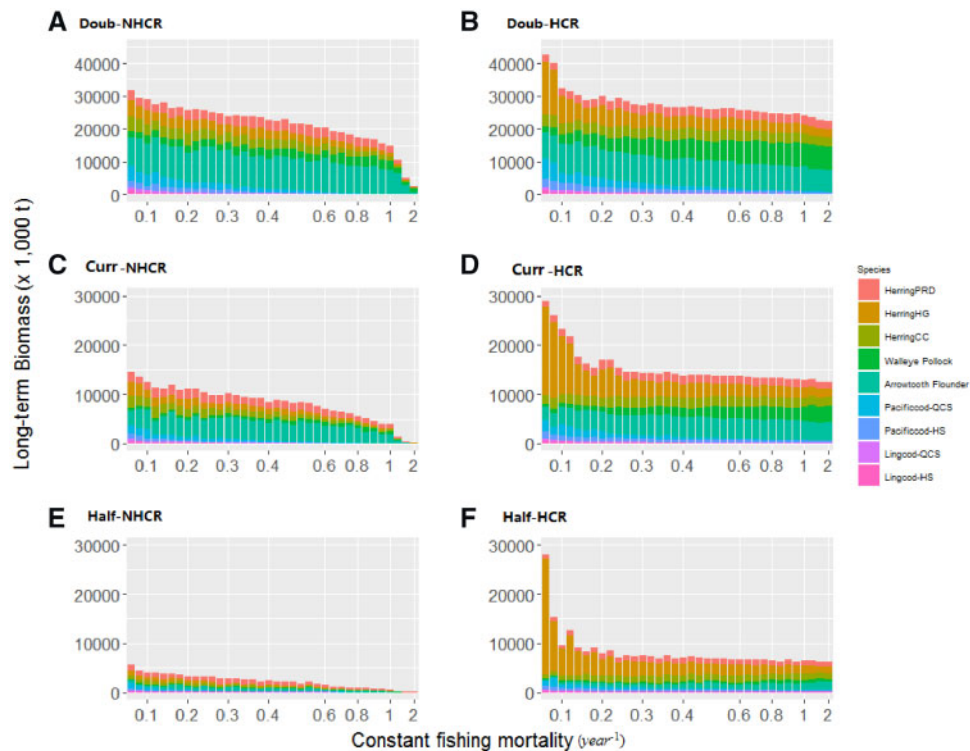 A Doub-NHCR
B Doub-HCR
40000
30000
20000
10000
0
0.1 0.2 0.3 0.4 0.6 0.8 1 2
40000
30000
20000
10000
0
0.1 0.2 0.4 0.6 0.8 1 2
Long-term Biomass (x 1,000 t)
C Curr-NHCR
D Curr-HCR
30000
20000
10000
0
0.1 0.2 0.3 0.4 0.6 0.8 1 2
30000
20000
10000
0
0.1 0.2 0.4 0.6 0.8 1 2
Species
HerringPRD
HerringHG
HerringCC
Walleye Pollock
Arrowtooth Flounder
Pacificcod-QCS
Pacificcod-HS
Lingcod-QCS
Lingcod-HS
E Half-NHCR
F Half-HCR
30000
20000
10000
0
0.1 0.2 0.3 0.4 0.6 0.8 1 2
30000
20000
10000
0
0.1 0.2 0.4 0.6 0.8 1 2
Constant fishing mortality (year⁻¹)